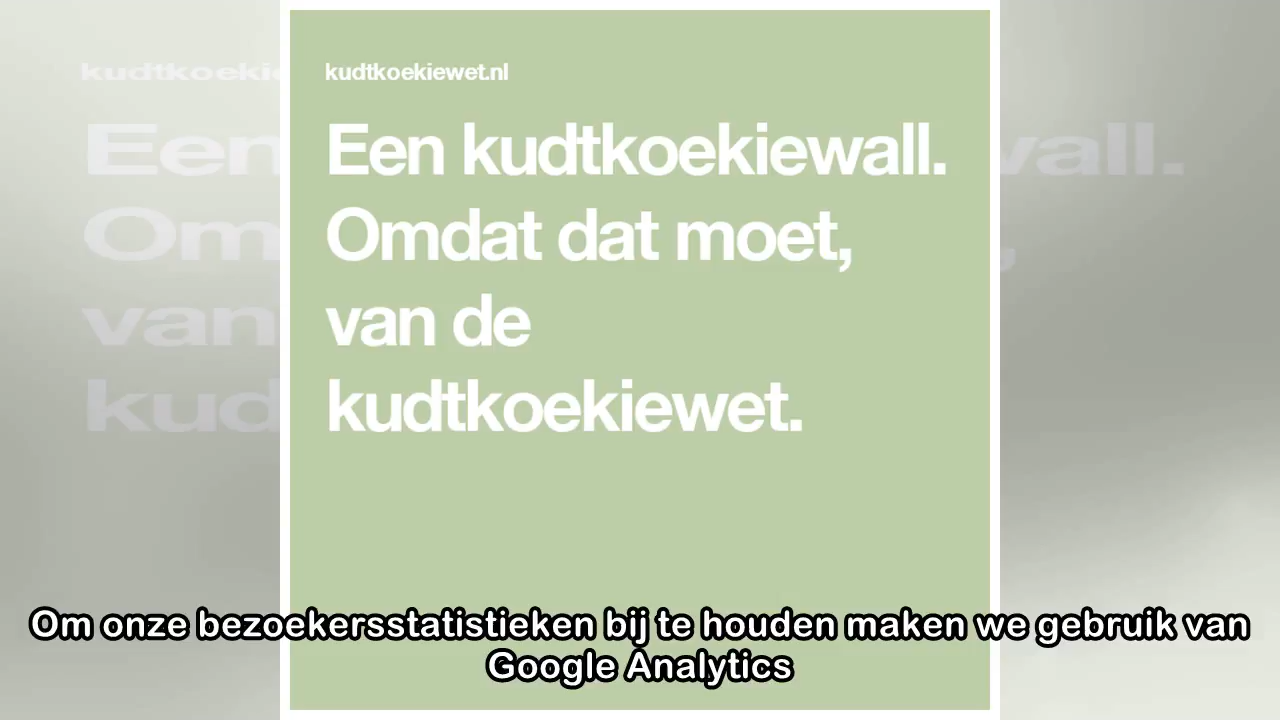 kudtkoekiewet.nl
Een kudtkoekiewall.
Omdat dat moet,
van de
kudtkoekiewet.
Om onze bezoekersstatistieken bij te houden maken we gebruik van
Google Analytics